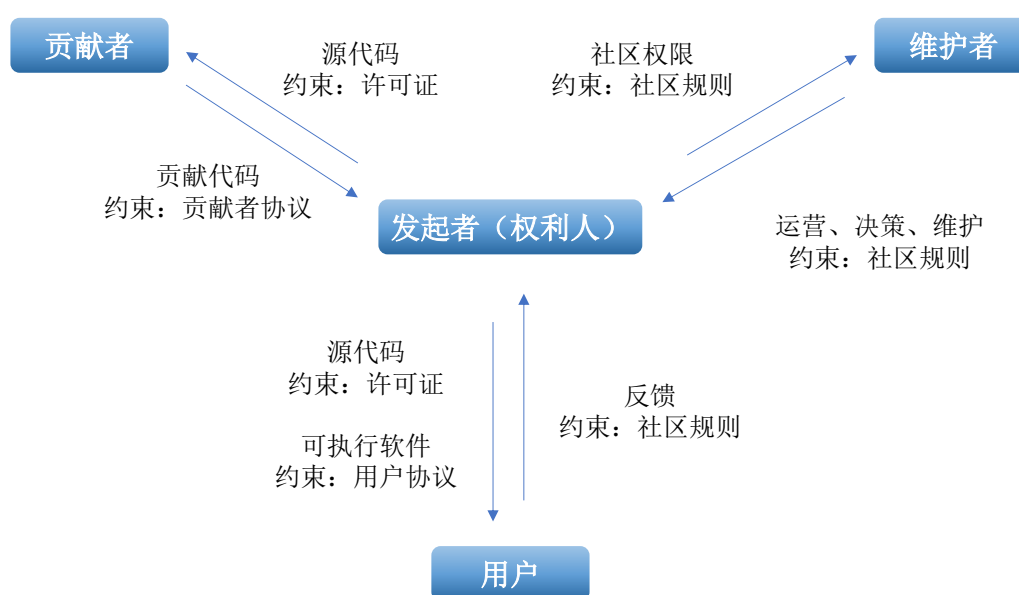 贡献者
源代码
约束：许可证
社区权限
约束：社区规则
维护者
贡献代码
约束：贡献者协议
发起者（权利人）
运营、决策、维护
约束：社区规则
源代码
约束：许可证
可执行软件
约束：用户协议
反馈
约束：社区规则
用户